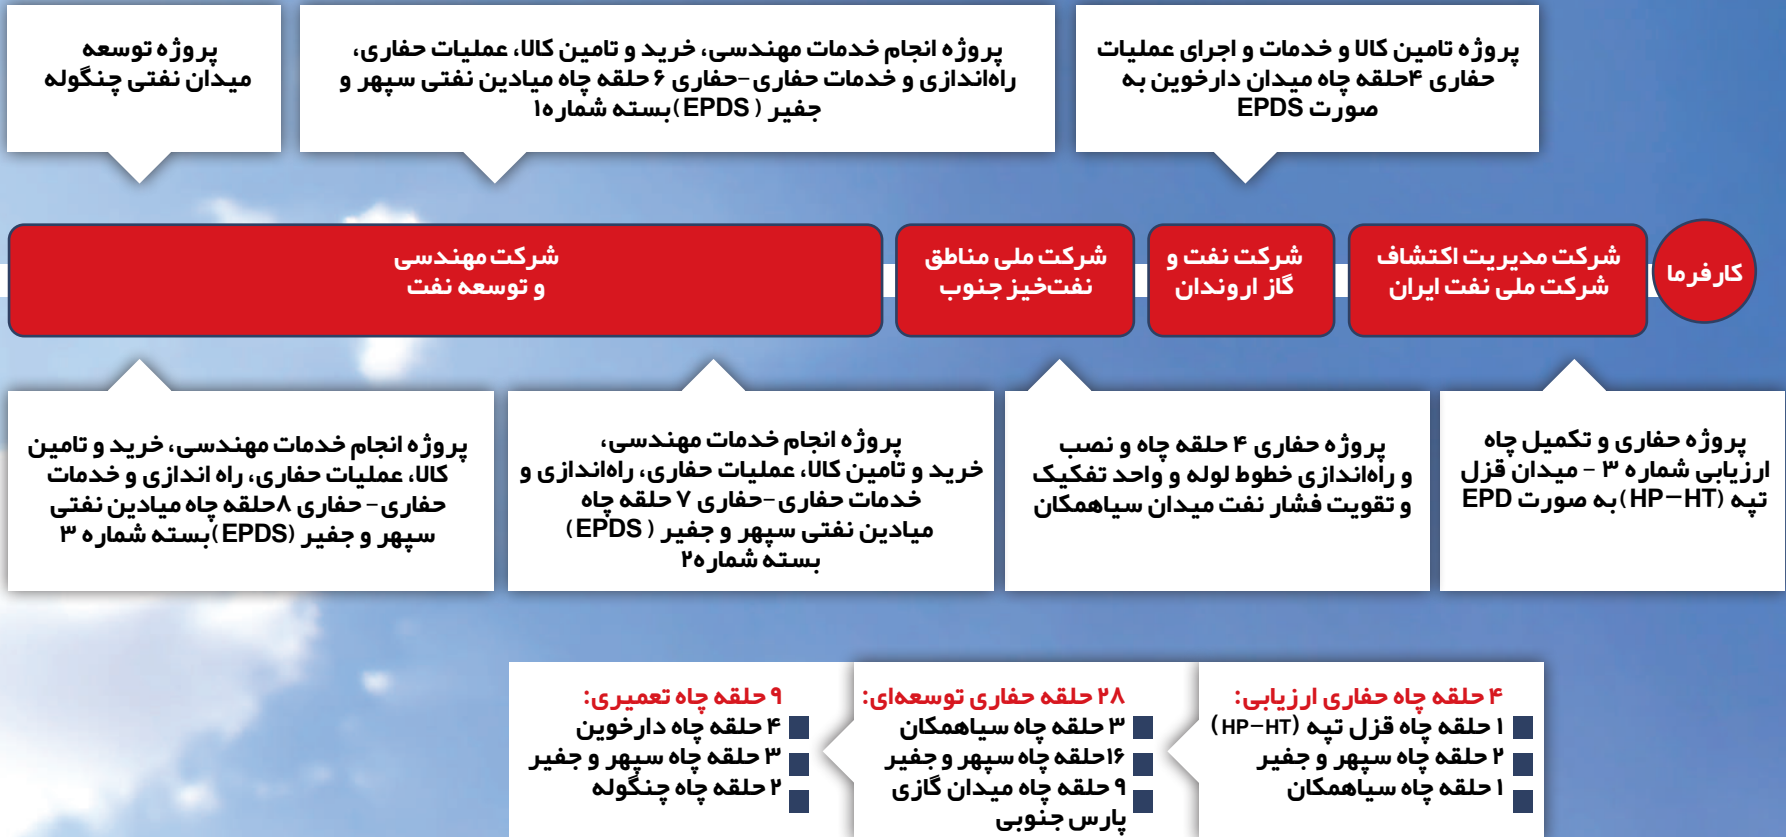 پروژه تامین کالا و خدمات و اجرای عملیات
حفاری ۴حلقه چاه میدان دارخوین به
صورت EPDS
پروژه انجام خدمات مهندسی، خرید و تامین کالا، عملیات حفاری،
راه‌اندازی و خدمات حفاری-حفاری ۶ حلقه چاه میادین نفتی سپهر و
جفیر ( EPDS)بسته شماره۱
پروژه توسعه
میدان نفتی چنگوله
کارفرما
شرکت مدیریت اکتشاف
شرکت ملی نفت ایران
شرکت نفت و
گاز اروندان
شرکت ملی مناطق
نفت‌خیز جنوب
شرکت مهندسی
و توسعه نفت
پروژه حفاری و تکمیل چاه
ارزیابی شماره ۳ - میدان قزل
تپه (HP-HT)به صورت EPD
پروژه حفاری ۴ حلقه چاه و نصب
و راه‌اندازی خطوط لوله و واحد تفکیک
و تقویت فشار نفت میدان سیاهمکان
پروژه انجام خدمات مهندسی،
خرید و تامین کالا، عملیات حفاری، راه‌اندازی و
خدمات حفاری-حفاری ۷ حلقه چاه
میادین نفتی سپهر و جفیر ( EPDS)
بسته شماره۲
پروژه انجام خدمات مهندسی، خرید و تامین
کالا، عملیات حفاری، راه اندازی و خدمات
حفاری- حفاری ۸حلقه چاه میادین نفتی
سپهر و جفیر (EPDS)بسته شماره ۳
۴ حلقه چاه حفاری ارزیابی:
۱ حلقه چاه قزل تپه (HP-HT)
۲ حلقه چاه سپهر و جفیر
۱ حلقه چاه سیاهمکان
۲۸ حلقه حفاری توسعه‌ای:
۳ حلقه چاه سیاهمکان
۱۶حلقه چاه سپهر و جفیر
۹ حلقه چاه میدان گازی
پارس جنوبی
۹ حلقه چاه تعمیری:
۴ حلقه چاه دارخوین
۳ حلقه چاه سپهر و جفیر
۲ حلقه چاه چنگوله